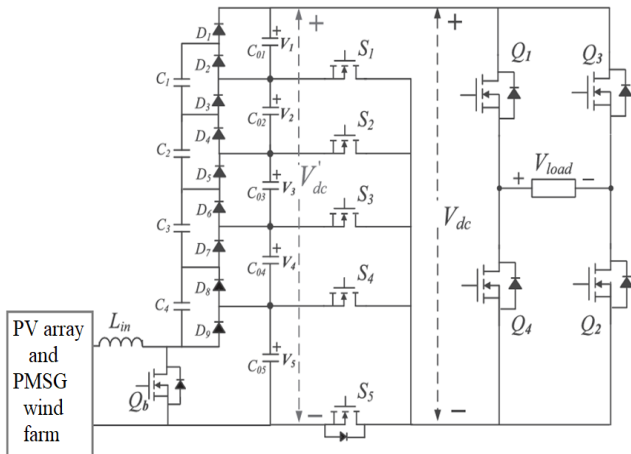 D1
D2
D3
D4
D5
D6
D7
D8
D9
C1
C2
C3
C4
C01
C02
C03
C04
C05
+ V1
+ V2
+ V3
+ V4
+ V5
S1
S2
S3
S4
S5
+
V'dc
−
+
Vdc
−
Q1
Q3
Vload
+ −
Q4
Q2
Lin
Qb
PV array
and
PMSG
wind
farm